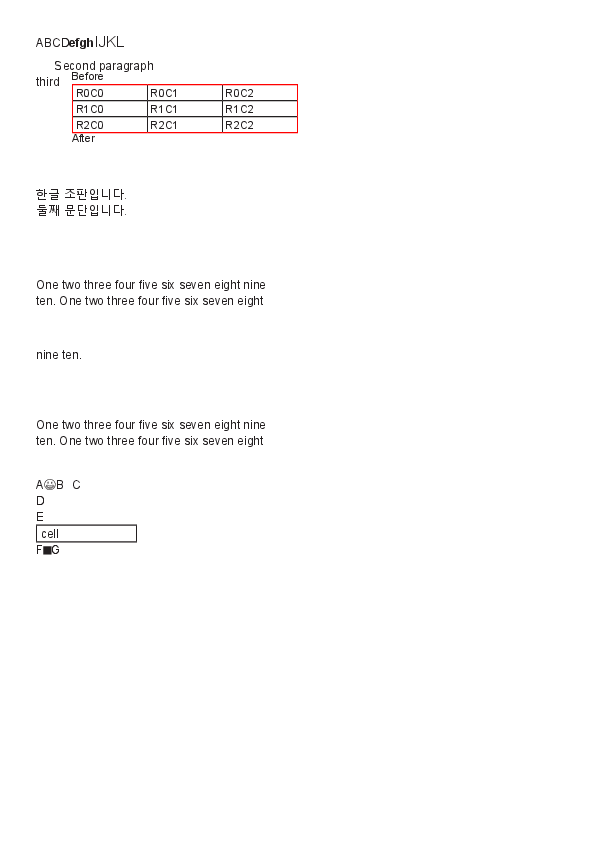 ABCDefghIJKL
Second paragraph
third
Before
R0C0 R0C1 R0C2
R1C0 R1C1 R1C2
R2C0 R2C1 R2C2
After
한글 조판입니다.
둘째 문단입니다.
One two three four five six seven eight nine
ten. One two three four five six seven eight
nine ten.
One two three four five six seven eight nine
ten. One two three four five six seven eight
A😀B C
D
E
cell
F■G